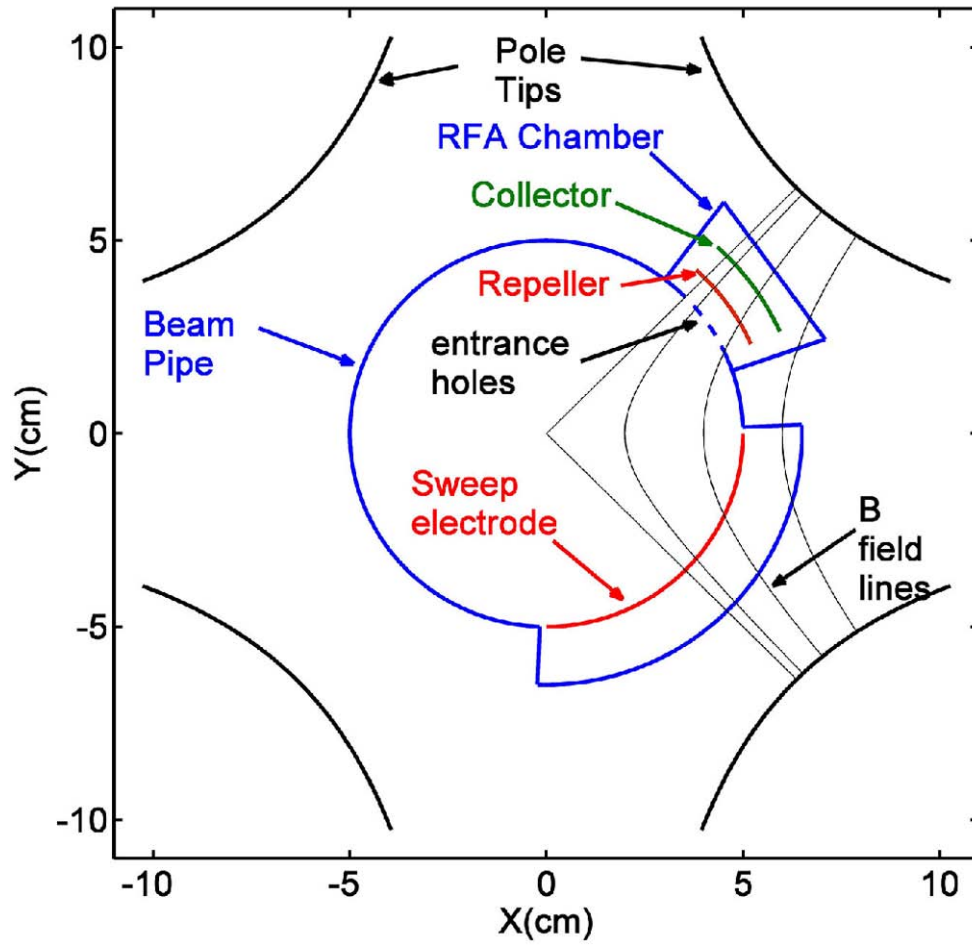 Pole
Tips
RFA Chamber
Collector
Repeller
Beam
Pipe
entrance
holes
Sweep
electrode
B
field
lines
Y(cm)
10
5
0
-5
-10
-10
-5
0
5
10
X(cm)